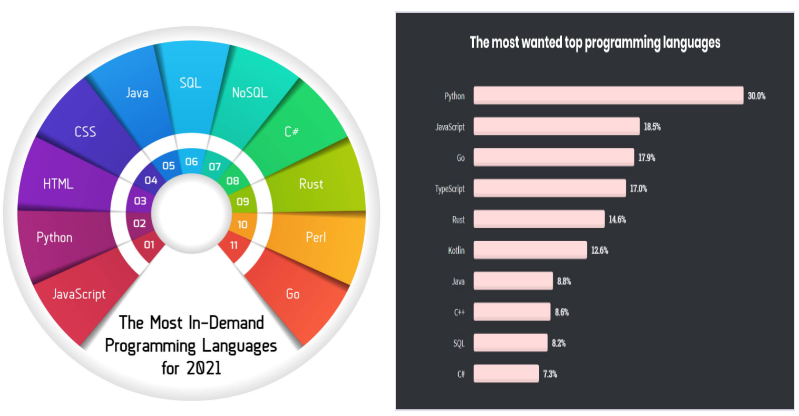 JavaScript
Python
HTML
CSS
Java
SQL
NoSQL
C#
Rust
Perl
Go
01
02
03
04
05
06
07
08
09
10
11
The Most In-Demand
Programming Languages
for 2021
The most wanted top programming languages
Python 30.0%
JavaScript 18.5%
Go 17.9%
TypeScript 17.0%
Rust 14.6%
Kotlin 12.6%
Java 8.8%
C++ 8.6%
SQL 8.2%
C# 7.3%